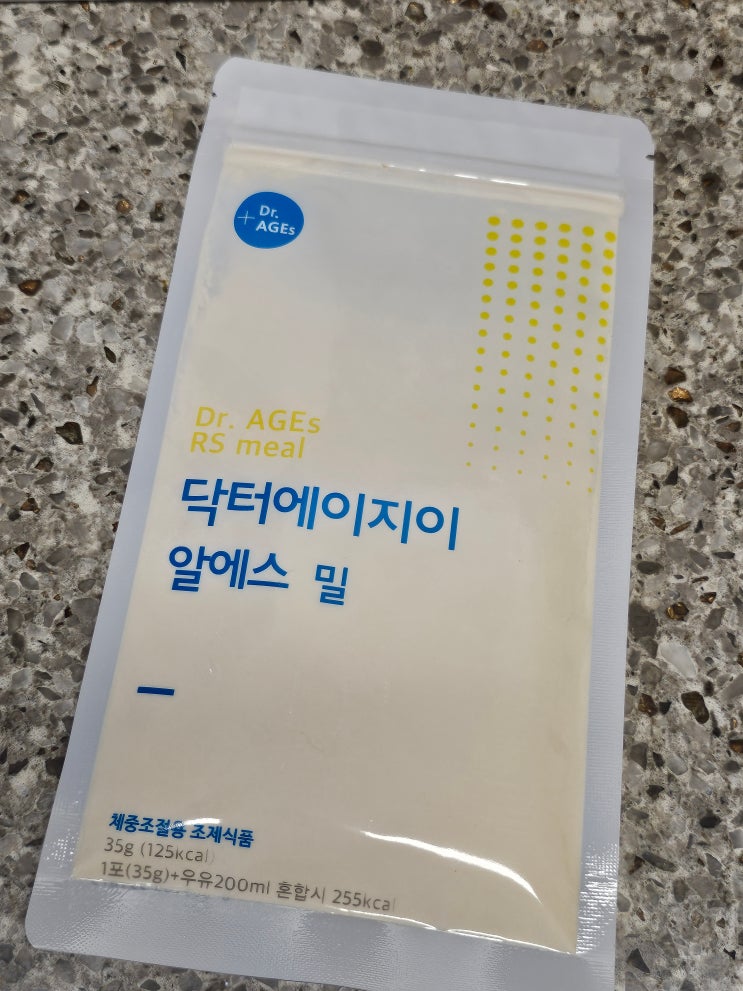 Dr.
AGEs
Dr. AGEs
RS meal
닥터에이지이
알에스 밀
체중조절용 조제식품
35g (125kcal)
1포(35g)+우유200ml 혼합시 255kcal